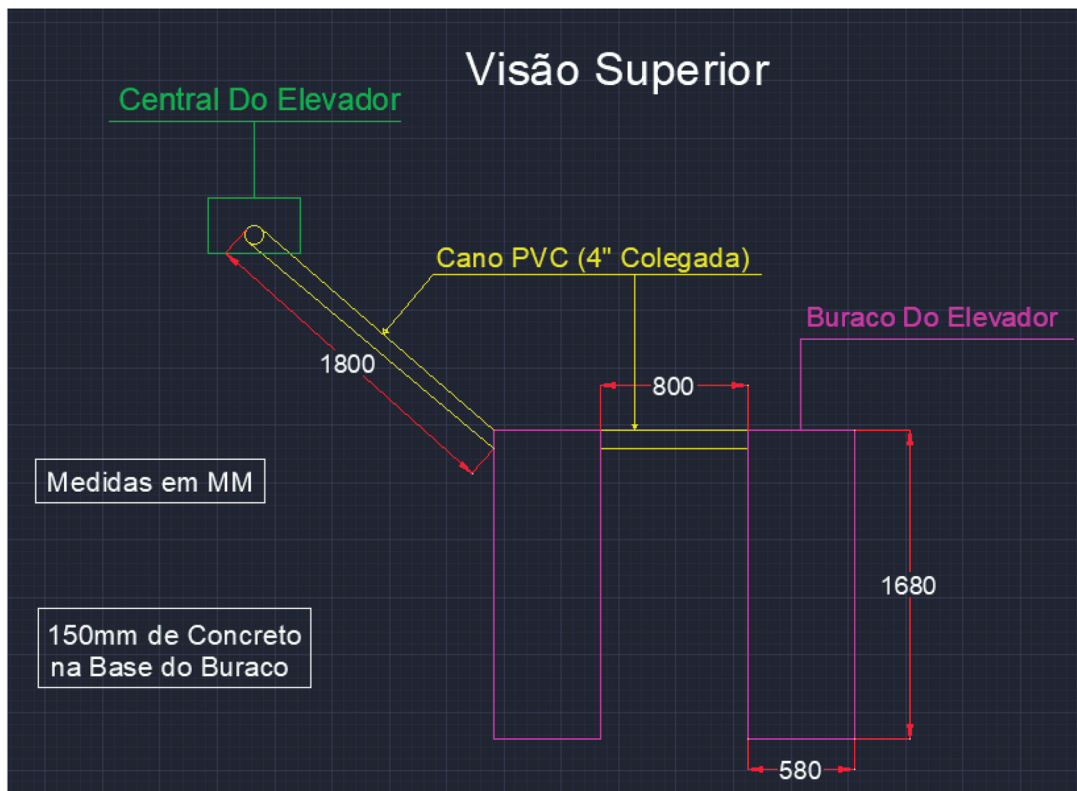 Visão Superior
Central Do Elevador
Cano PVC (4" Colegada)
Buraco Do Elevador
1800
800
Medidas em MM
1680
150mm de Concreto
na Base do Buraco
580